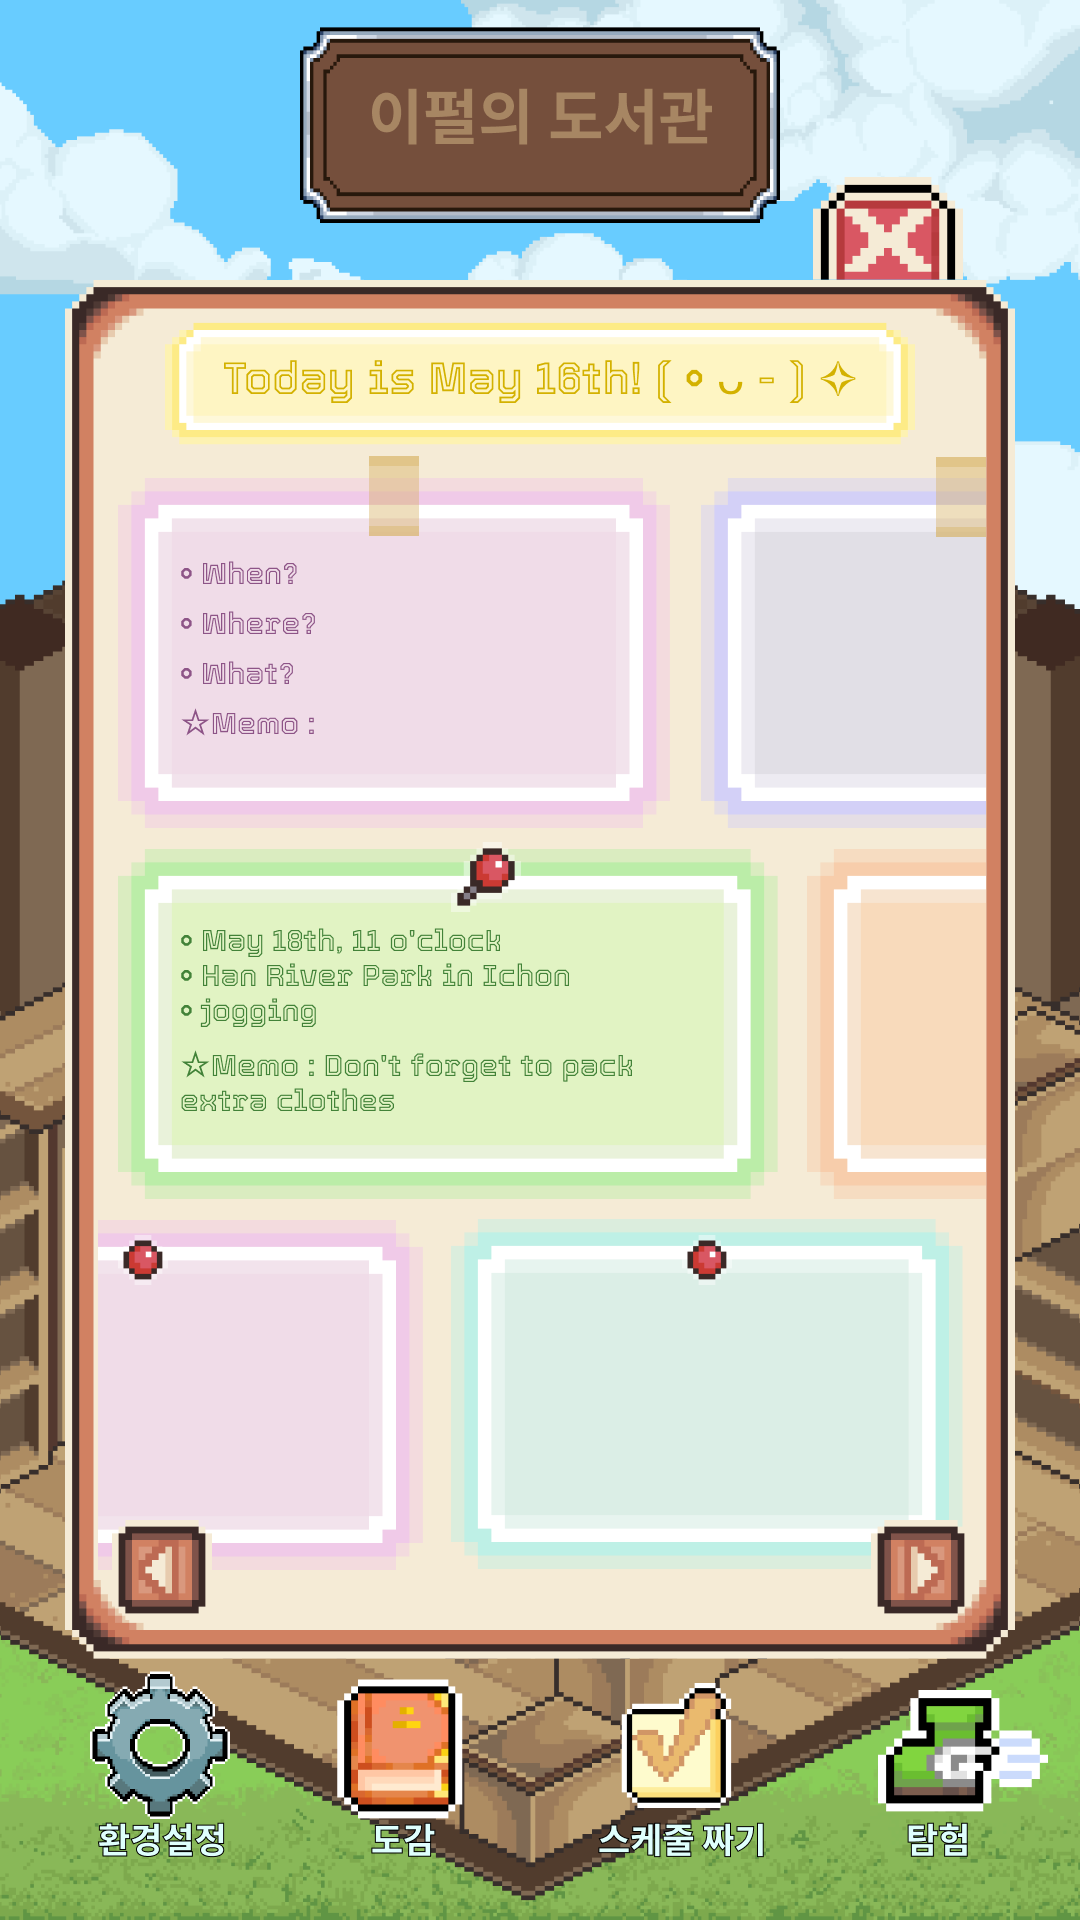 이펄의 도서관
Today is May 16th! ( • ᴗ - ) ✧
• When?
• Where?
• What?
☆Memo :
• May 18th, 11 o'clock
• Han River Park in Ichon
• jogging
☆Memo : Don't forget to pack
extra clothes
환경설정
도감
스케줄 짜기
탐험